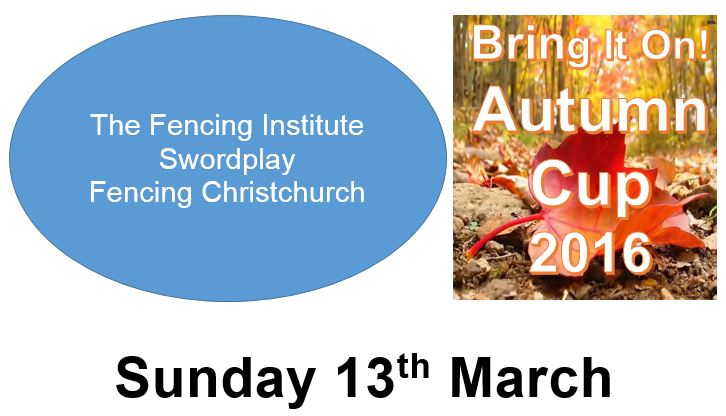 The Fencing Institute
Swordplay
Fencing Christchurch
Bring It On!
Autumn
Cup
2016
Sunday 13th March